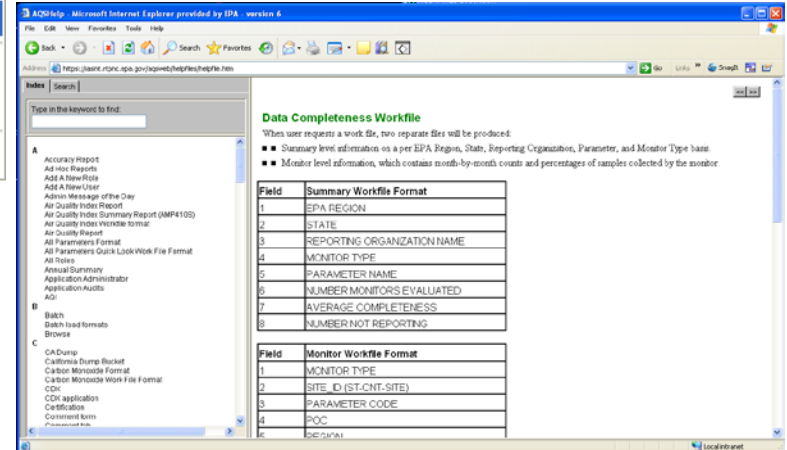 AQSHelp - Microsoft Internet Explorer provided by EPA - version 6
File Edit View Favorites Tools Help
Back Search Favorites
Address https://iasint.rtpnc.epa.gov/aqsweb/helpfiles/helpfile.htm Go Links SnagIt
Index Search
Type in the keyword to find:
A
Accuracy Report
Ad Hoc Reports
Add A New Role
Add A New User
Admin Message of the Day
Air Quality Index Report
Air Quality Index Summary Report (AMP410S)
Air Quality Index Workfile format
Air Quality Report
All Parameters Format
All Parameters Quick Look Work File Format
All Roles
Annual Summary
Application Administrator
Application Audits
AQI
B
Batch
Batch load formats
Browse
C
CA Dump
California Dump Bucket
Carbon Monoxide Format
Carbon Monoxide Work File Format
CDX
CDX application
Certification
Comment form
Comment tab
<< >>
Data Completeness Workfile
When user requests a work file, two separate files will be produced:
■ ■ Summary level information on a per EPA Region, State, Reporting Organization, Parameter, and Monitor Type basis.
■ ■ Monitor level information, which contains month-by-month counts and percentages of samples collected by the monitor.
Field Summary Workfile Format
1 EPA REGION
2 STATE
3 REPORTING ORGANIZATION NAME
4 MONITOR TYPE
5 PARAMETER NAME
6 NUMBER MONITORS EVALUATED
7 AVERAGE COMPLETENESS
8 NUMBER NOT REPORTING
Field Monitor Workfile Format
1 MONITOR TYPE
2 SITE_ID (ST-CNT-SITE)
3 PARAMETER CODE
4 POC
5 REGION
Local intranet